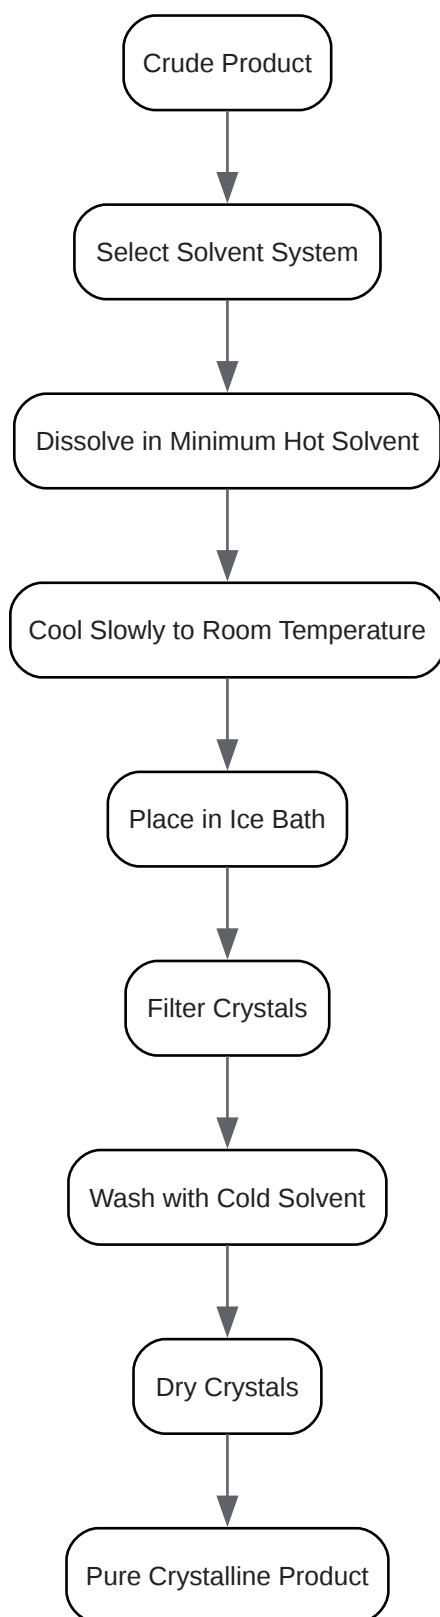 Crude Product
Select Solvent System
Dissolve in Minimum Hot Solvent
Cool Slowly to Room Temperature
Place in Ice Bath
Filter Crystals
Wash with Cold Solvent
Dry Crystals
Pure Crystalline Product